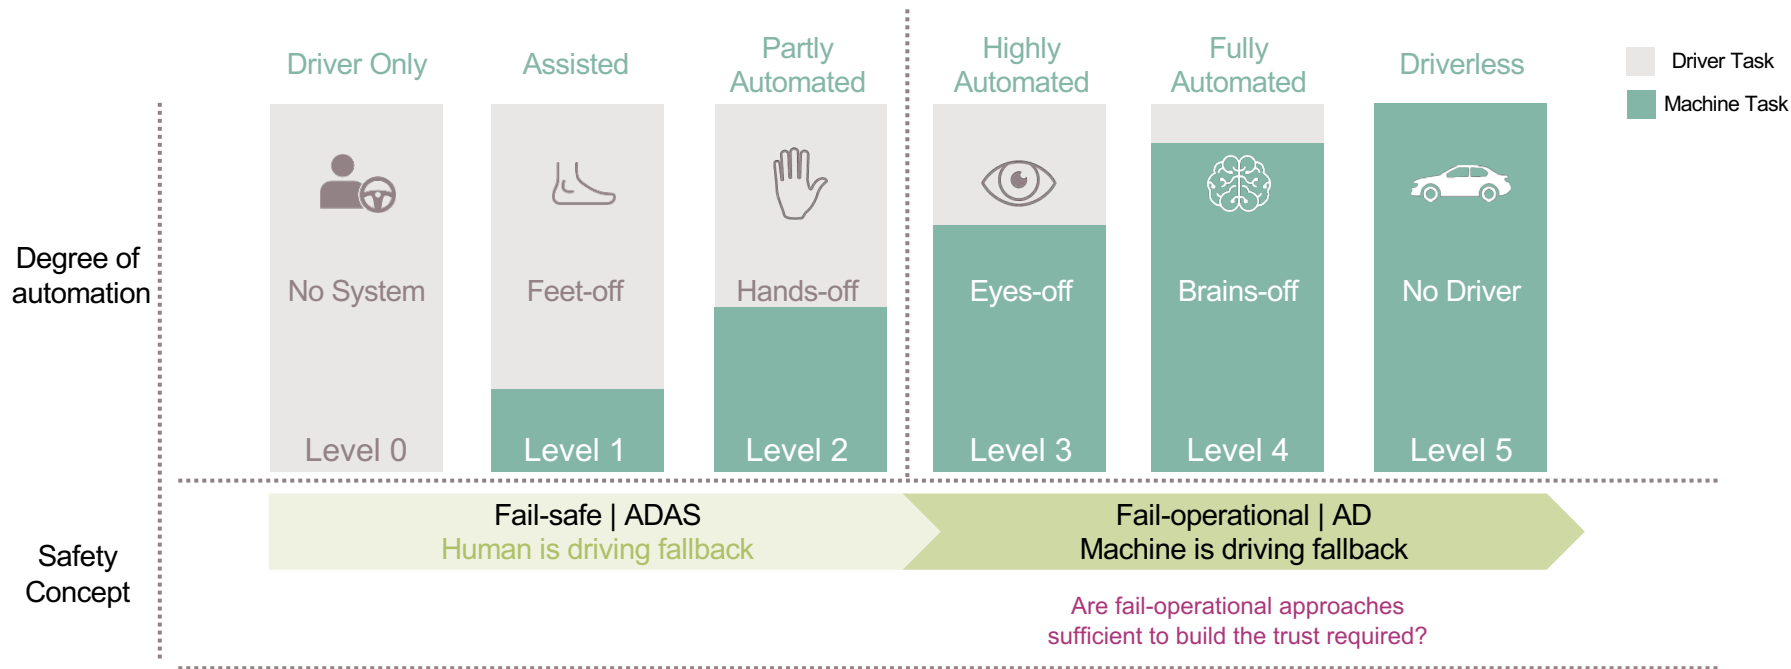 Driver Only
Assisted
Partly
Automated
Highly
Automated
Fully
Automated
Driverless
Driver Task
Machine Task
Degree of
automation
No System
Feet-off
Hands-off
Eyes-off
Brains-off
No Driver
Level 0
Level 1
Level 2
Level 3
Level 4
Level 5
Safety
Concept
Fail-safe | ADAS
Human is driving fallback
Fail-operational | AD
Machine is driving fallback
Are fail-operational approaches
sufficient to build the trust required?